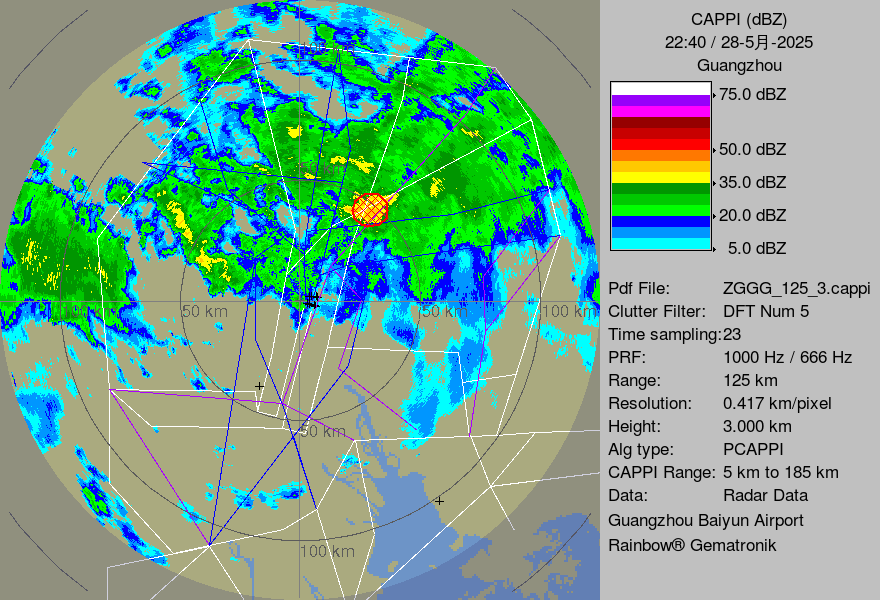 CAPPI (dBZ)
22:40 / 28-5月-2025
Guangzhou
75.0 dBZ
50.0 dBZ
35.0 dBZ
20.0 dBZ
5.0 dBZ
Pdf File: ZGGG_125_3.cappi
Clutter Filter: DFT Num 5
Time sampling:23
PRF: 1000 Hz / 666 Hz
Range: 125 km
Resolution: 0.417 km/pixel
Height: 3.000 km
Alg type: PCAPPI
CAPPI Range: 5 km to 185 km
Data: Radar Data
Guangzhou Baiyun Airport
Rainbow® Gematronik
100 km 50 km 50 km 100 km
50 km
100 km